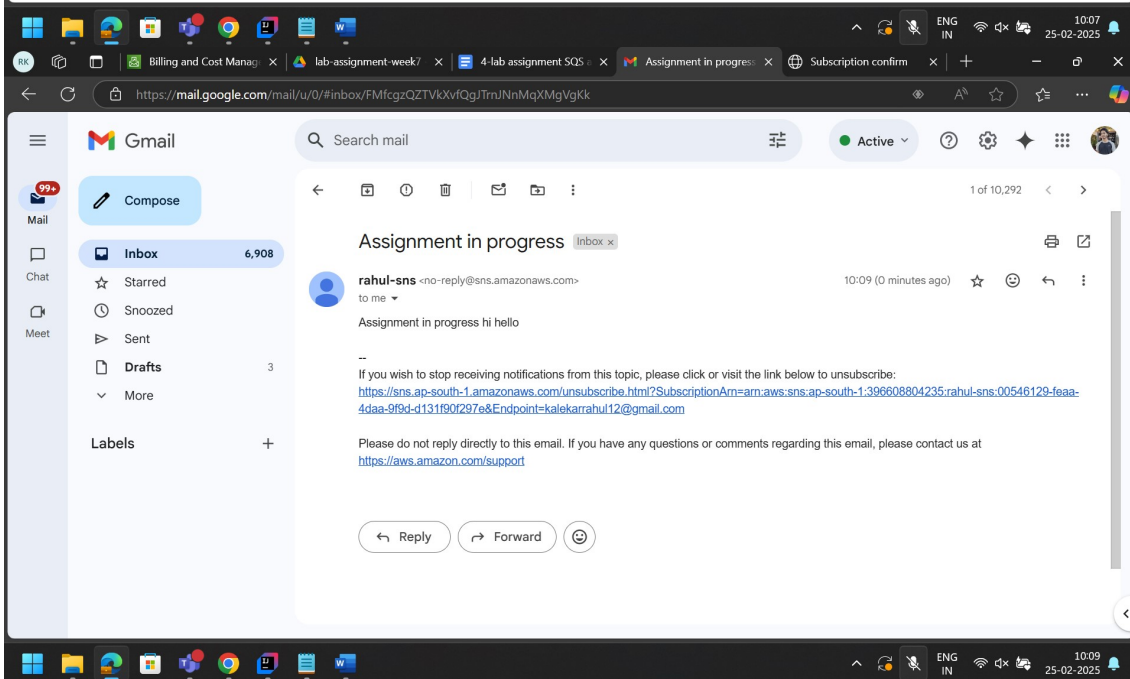 ENG
IN
10:07
25-02-2025
RK
Billing and Cost Manag
lab-assignment-week7
4-lab assignment SQS a
Assignment in progress
Subscription confirm
https://mail.google.com/mail/u/0/#inbox/FMfcgzQZTVkXvfQgJTrnJNnMqXMgVgKk
Gmail
Search mail
Active
99+
Mail
Compose
1 of 10,292
Inbox 6,908
Assignment in progress Inbox x
Chat
Starred
rahul-sns <no-reply@sns.amazonaws.com> 10:09 (0 minutes ago)
to me
Snoozed
Assignment in progress hi hello
Meet
Sent
--
Drafts 3
If you wish to stop receiving notifications from this topic, please click or visit the link below to unsubscribe:
More
https://sns.ap-south-1.amazonaws.com/unsubscribe.html?SubscriptionArn=arn:aws:sns:ap-south-1:396608804235:rahul-sns:00546129-feaa-
4daa-9f9d-d131f90f297e&Endpoint=kalekarrahul12@gmail.com
Labels
Please do not reply directly to this email. If you have any questions or comments regarding this email, please contact us at
https://aws.amazon.com/support
Reply
Forward
ENG
IN
10:09
25-02-2025